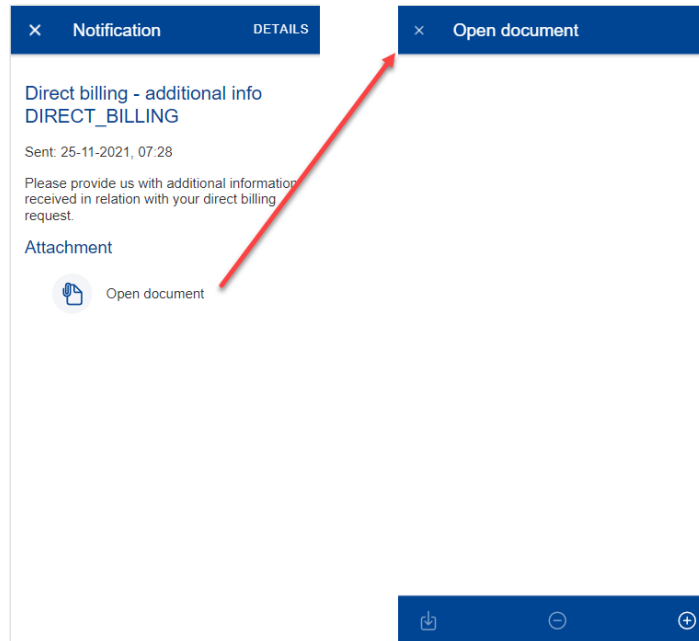 Notification
DETAILS
Direct billing - additional info
DIRECT_BILLING
Sent: 25-11-2021, 07:28
Please provide us with additional information
received in relation with your direct billing
request.
Attachment
Open document
Open document